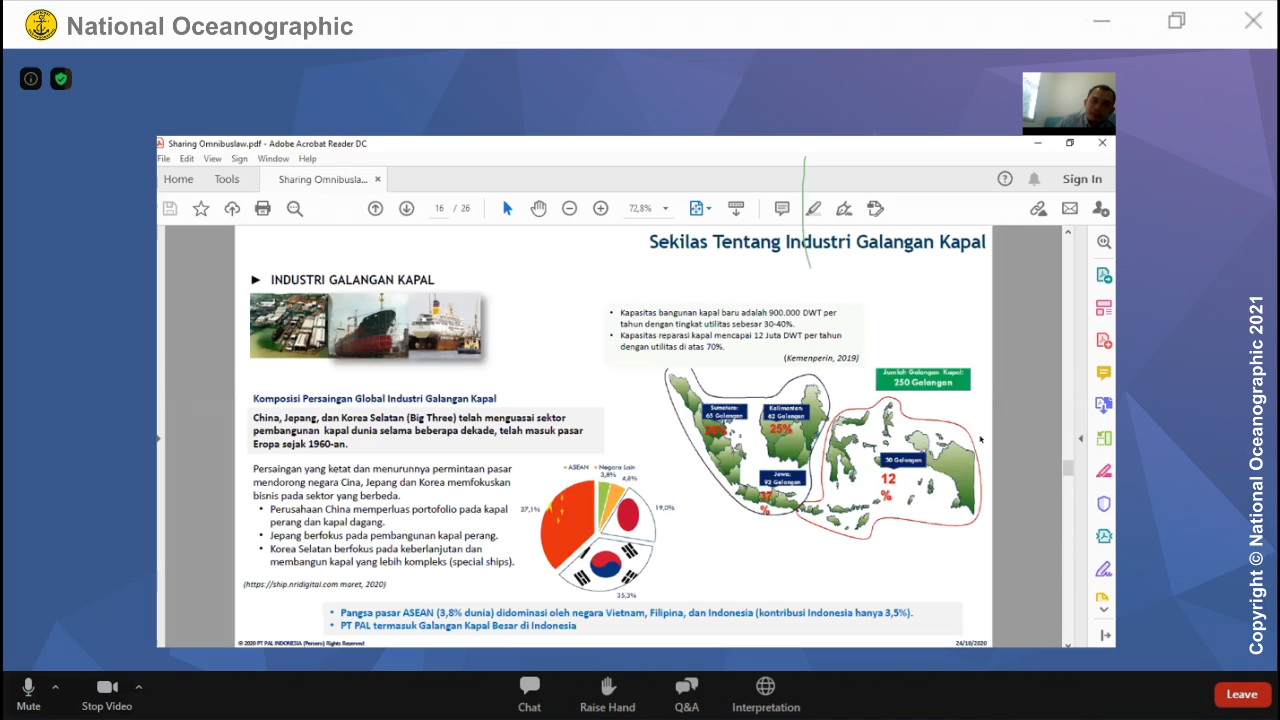 National Oceanographic
Sharing Omnibuslaw.pdf - Adobe Acrobat Reader DC
File Edit View Sign Window Help
Home Tools Sharing Omnibusla... ×
Sign In
16 / 26
72,8%
Sekilas Tentang Industri Galangan Kapal
► INDUSTRI GALANGAN KAPAL
• Kapasitas bangunan kapal baru adalah 900.000 DWT per
tahun dengan tingkat utilitas sebesar 30-40%.
• Kapasitas reparasi kapal mencapai 12 Juta DWT per tahun
dengan utilitas di atas 70%.
(Kemenperin, 2019)
Jumlah Galangan Kapal:
250 Galangan
Sumatera:
65 Galangan
Kalimantan
62 Galangan
25%
Jawa:
92 Galangan
37
%
30 Galangan
12
%
Komposisi Persaingan Global Industri Galangan Kapal
China, Jepang, dan Korea Selatan (Big Three) telah menguasai sektor
pembangunan kapal dunia selama beberapa dekade, telah masuk pasar
Eropa sejak 1960-an.
Persaingan yang ketat dan menurunnya permintaan pasar
mendorong negara Cina, Jepang dan Korea memfokuskan
bisnis pada sektor yang berbeda.
• Perusahaan China memperluas portofolio pada kapal
perang dan kapal dagang.
• Jepang berfokus pada pembangunan kapal perang.
• Korea Selatan berfokus pada keberlanjutan dan
membangun kapal yang lebih kompleks (special ships).
(https://ship.nridigital.com maret, 2020)
ASEAN Negara Lain
3,8%
4,8%
19,0%
37,1%
35,3%
• Pangsa pasar ASEAN (3,8% dunia) didominasi oleh negara Vietnam, Filipina, dan Indonesia (kontribusi Indonesia hanya 3,5%).
• PT PAL termasuk Galangan Kapal Besar di Indonesia
© 2020 PT PAL INDONESIA (Persero) Rights Reserved
24/10/2020
Copyright © National Oceanographic 2021
Mute
Stop Video
Chat
Raise Hand
Q&A
Interpretation
Leave